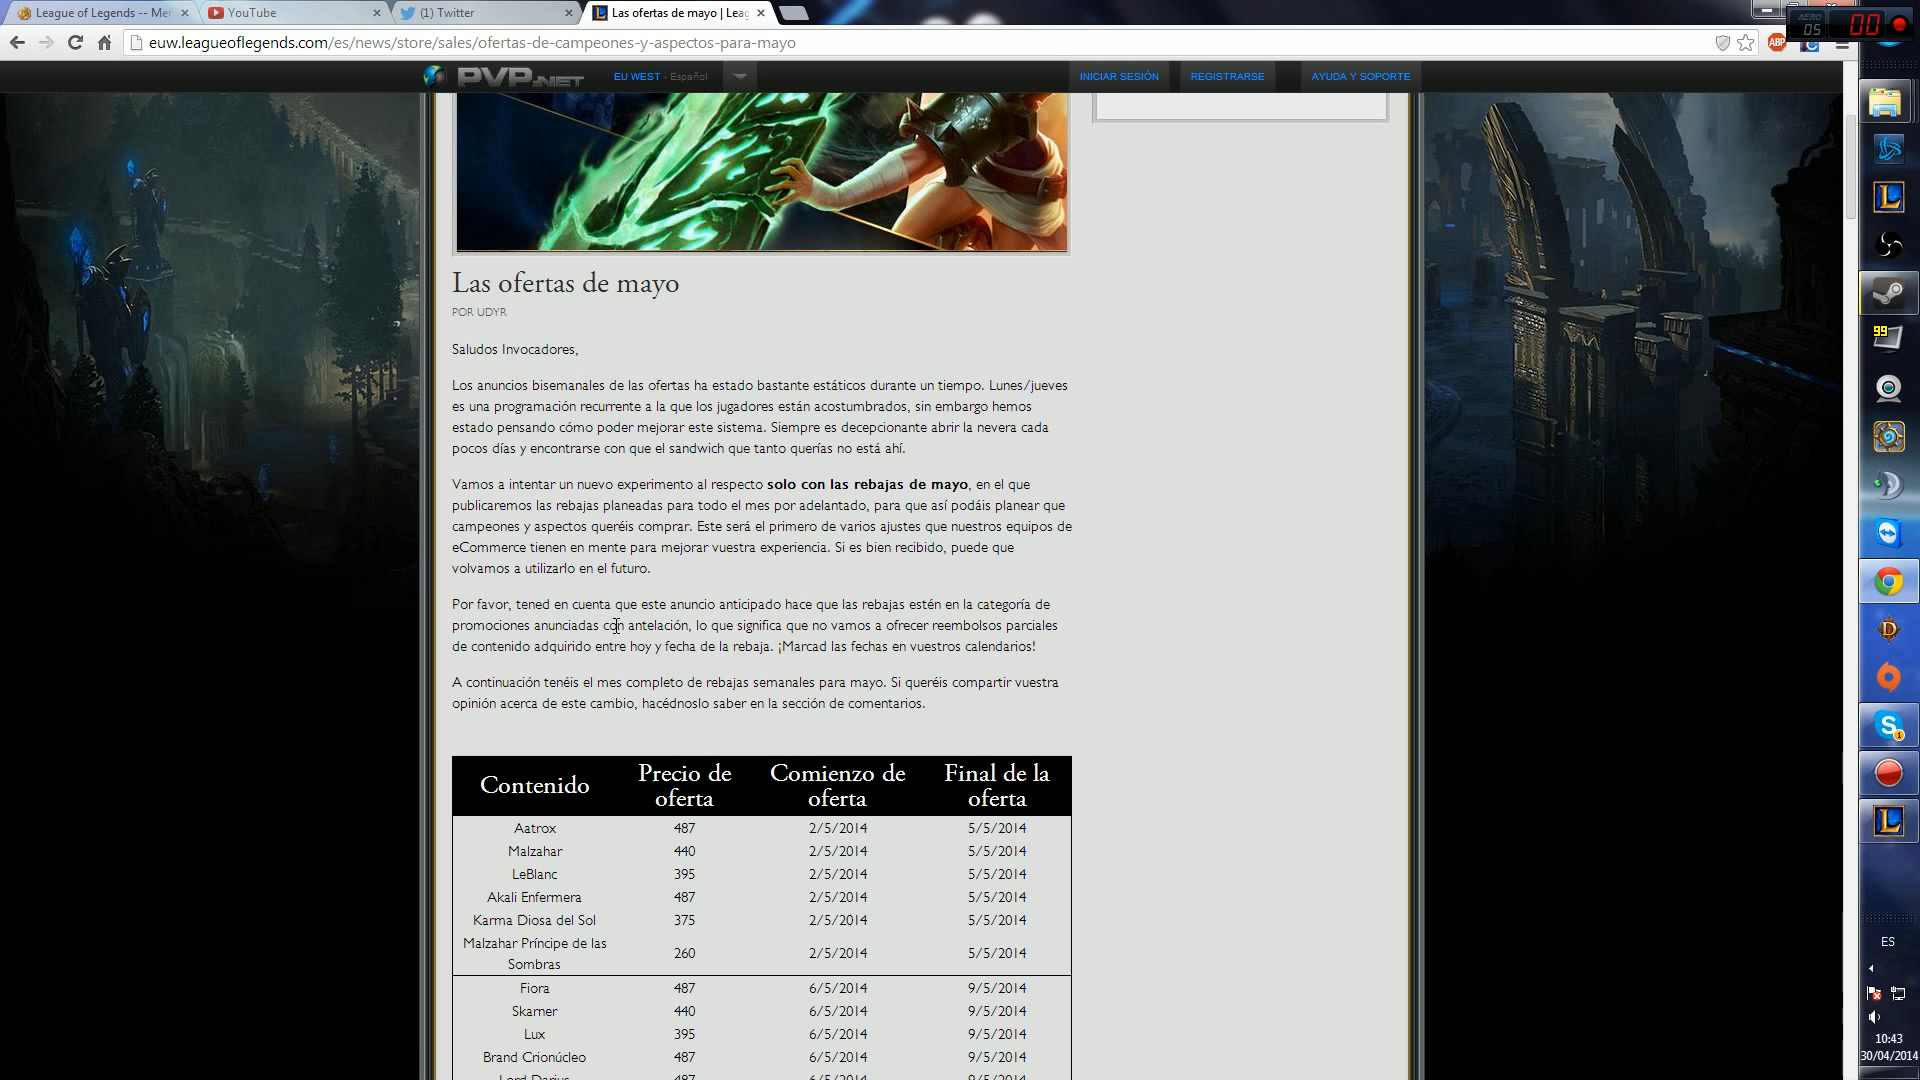 League of Legends -- Mer
YouTube
(1) Twitter
Las ofertas de mayo | Leag
euw.leagueoflegends.com/es/news/store/sales/ofertas-de-campeones-y-aspectos-para-mayo
ABP
AERO
05
00
PVP.NET
EU WEST - Español
INICIAR SESIÓN
REGISTRARSE
AYUDA Y SOPORTE
Las ofertas de mayo
POR UDYR
Saludos Invocadores,
Los anuncios bisemanales de las ofertas ha estado bastante estáticos durante un tiempo. Lunes/jueves
es una programación recurrente a la que los jugadores están acostumbrados, sin embargo hemos
estado pensando cómo poder mejorar este sistema. Siempre es decepcionante abrir la nevera cada
pocos días y encontrarse con que el sandwich que tanto querías no está ahí.
Vamos a intentar un nuevo experimento al respecto solo con las rebajas de mayo, en el que
publicaremos las rebajas planeadas para todo el mes por adelantado, para que así podáis planear que
campeones y aspectos queréis comprar. Este será el primero de varios ajustes que nuestros equipos de
eCommerce tienen en mente para mejorar vuestra experiencia. Si es bien recibido, puede que
volvamos a utilizarlo en el futuro.
Por favor, tened en cuenta que este anuncio anticipado hace que las rebajas estén en la categoría de
promociones anunciadas con antelación, lo que significa que no vamos a ofrecer reembolsos parciales
de contenido adquirido entre hoy y fecha de la rebaja. ¡Marcad las fechas en vuestros calendarios!
A continuación tenéis el mes completo de rebajas semanales para mayo. Si queréis compartir vuestra
opinión acerca de este cambio, hacédnoslo saber en la sección de comentarios.
Contenido Precio de oferta Comienzo de oferta Final de la oferta
Aatrox 487 2/5/2014 5/5/2014
Malzahar 440 2/5/2014 5/5/2014
LeBlanc 395 2/5/2014 5/5/2014
Akali Enfermera 487 2/5/2014 5/5/2014
Karma Diosa del Sol 375 2/5/2014 5/5/2014
Malzahar Príncipe de las Sombras 260 2/5/2014 5/5/2014
Fiora 487 6/5/2014 9/5/2014
Skarner 440 6/5/2014 9/5/2014
Lux 395 6/5/2014 9/5/2014
Brand Crionúcleo 487 6/5/2014 9/5/2014
Lord Darius 487 6/5/2014 9/5/2014
99
ES
10:43
30/04/2014